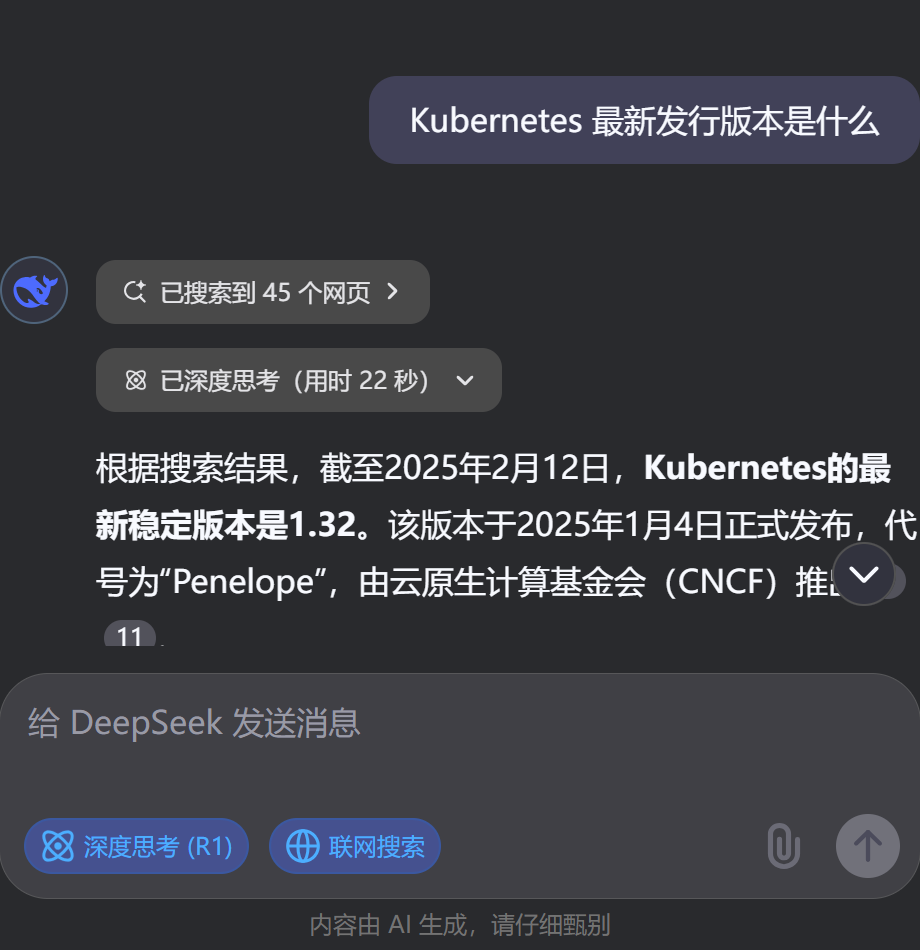 Kubernetes 最新发行版本是什么
已搜索到 45 个网页
已深度思考（用时 22 秒）
根据搜索结果，截至2025年2月12日，Kubernetes的最
新稳定版本是1.32。该版本于2025年1月4日正式发布，代
号为“Penelope”，由云原生计算基金会（CNCF）推
11
给 DeepSeek 发送消息
深度思考 (R1)
联网搜索
内容由 AI 生成，请仔细甄别